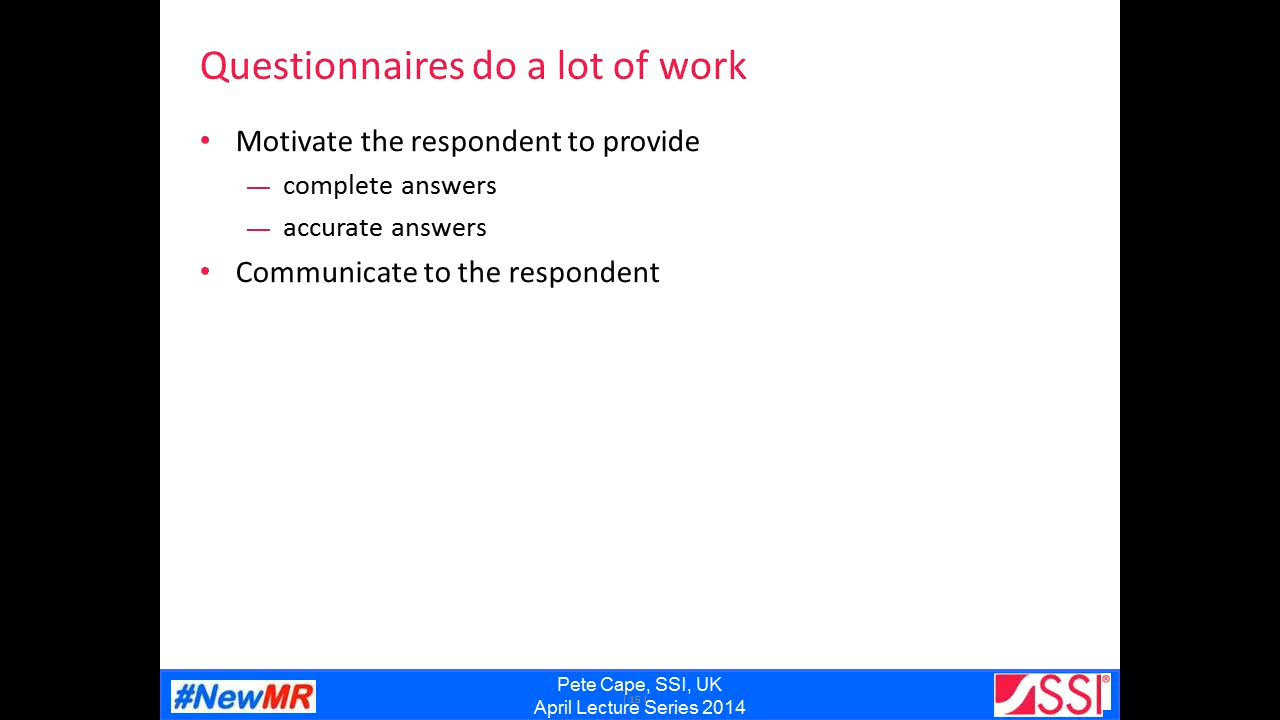 Questionnaires do a lot of work
• Motivate the respondent to provide
— complete answers
— accurate answers
• Communicate to the respondent
#NewMR
Pete Cape, SSI, UK
April Lecture Series 2014
SSI®